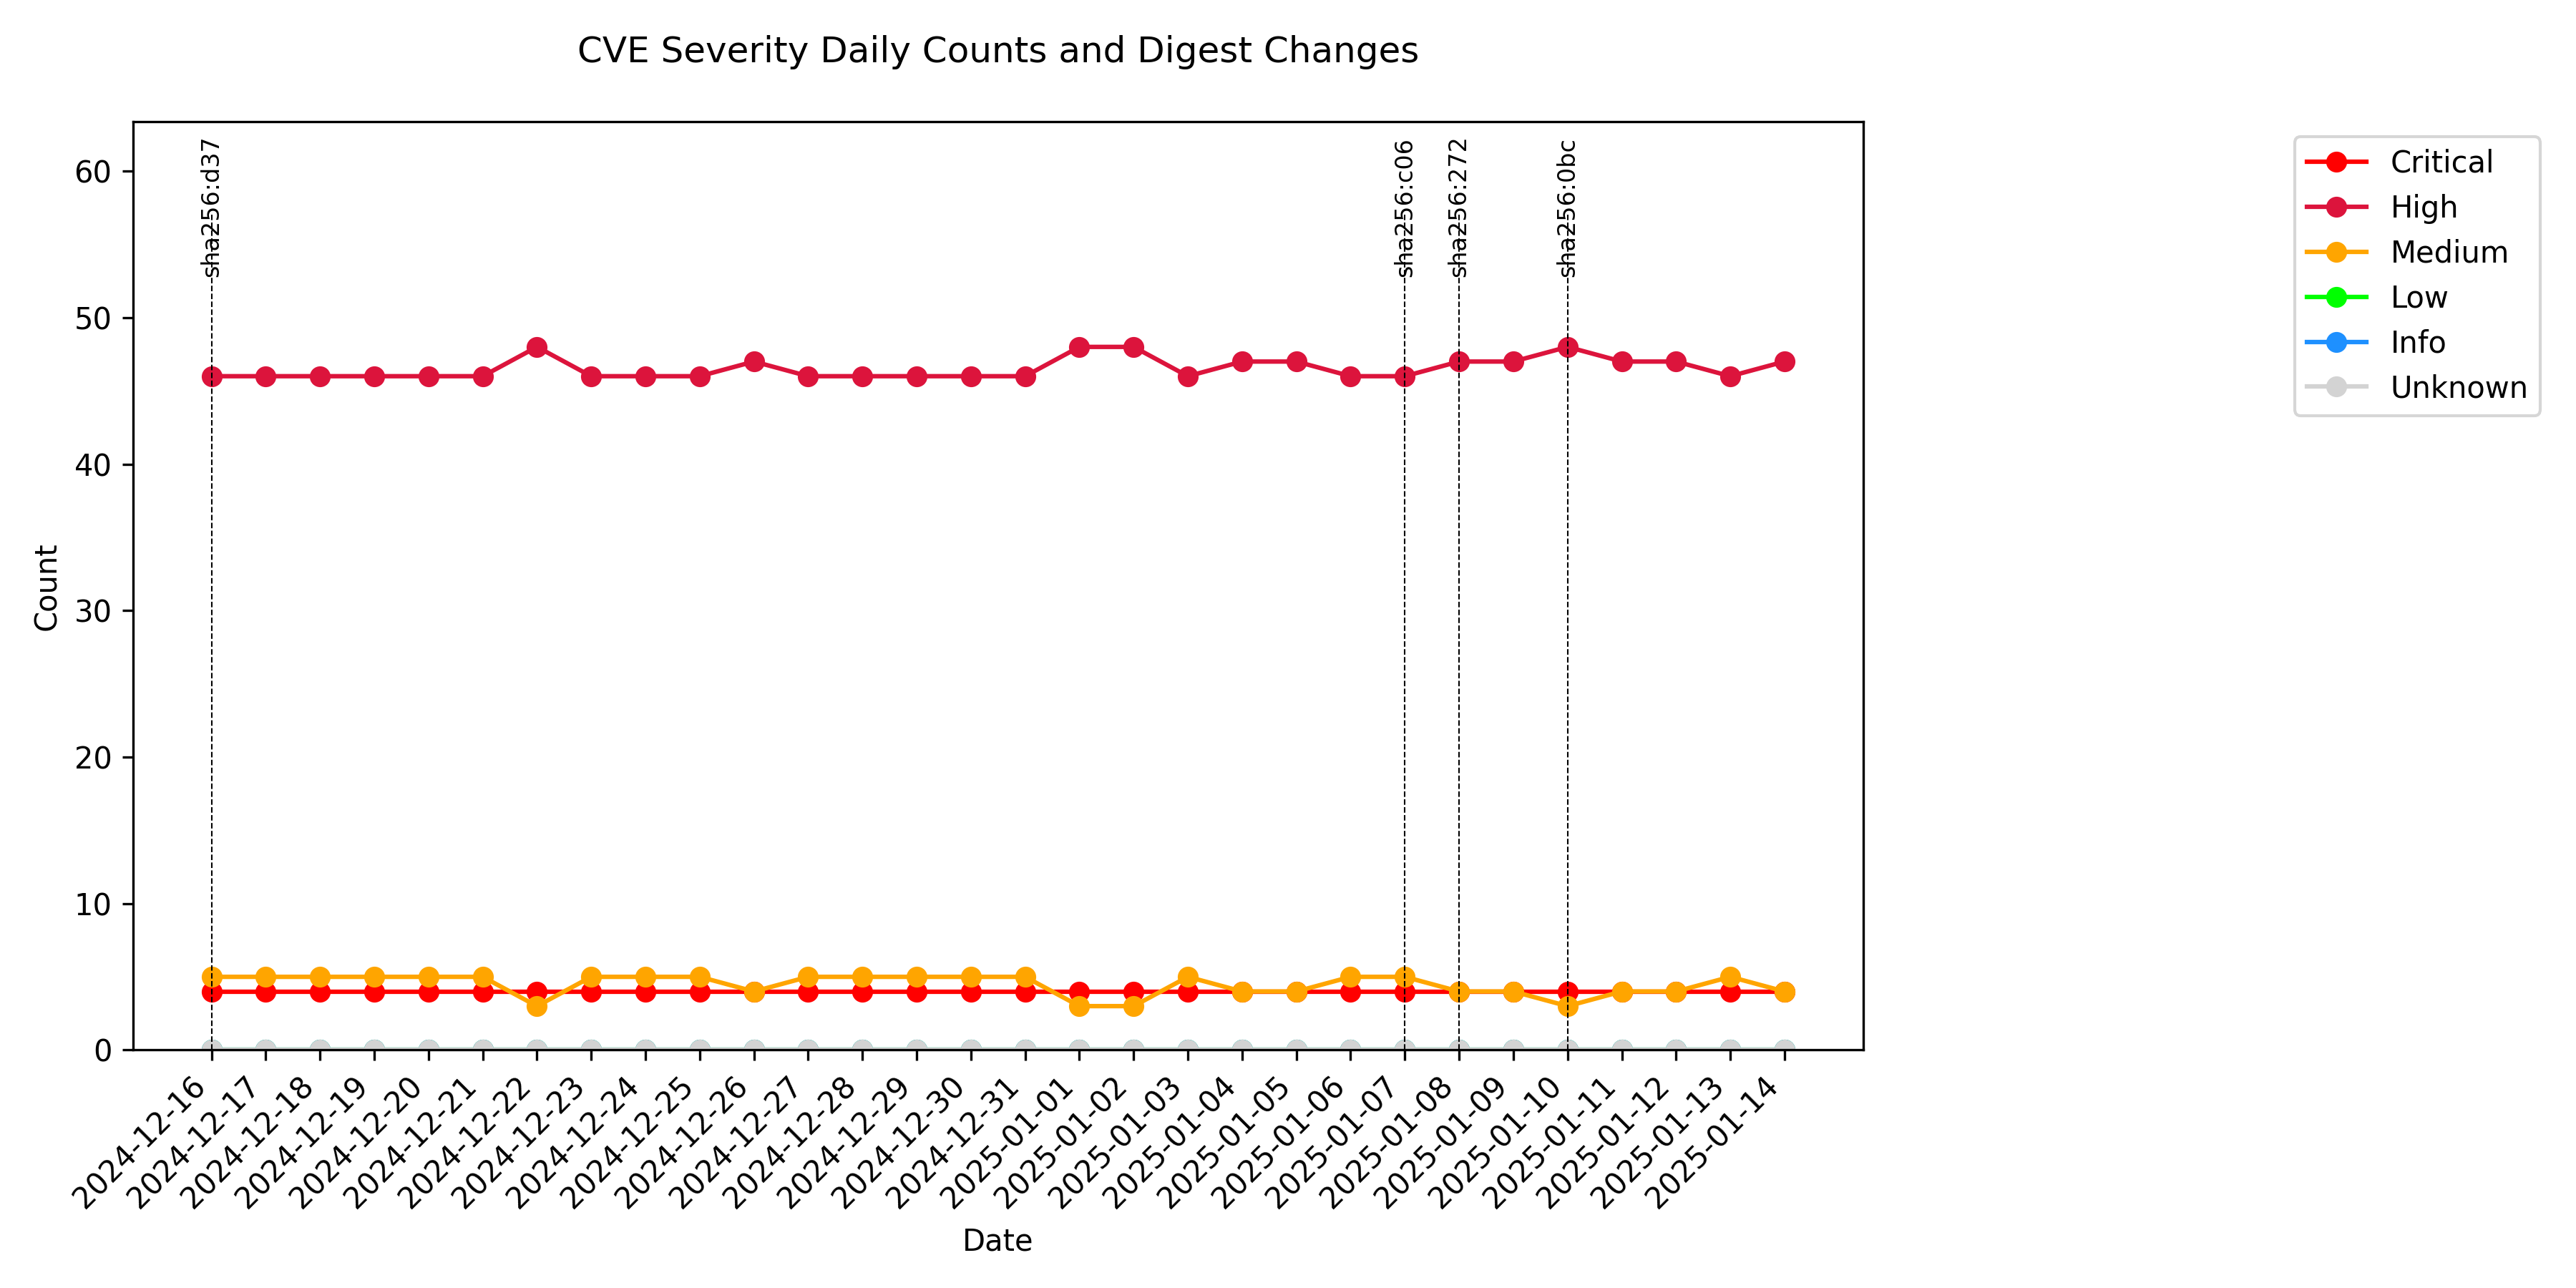 CVE Severity Daily Counts and Digest Changes
sha256:d37
sha256:c06
sha256:272
sha256:0bc
Critical
High
Medium
Low
Info
Unknown
60
50
40
30
20
10
0
Count
2024-12-16
2024-12-17
2024-12-18
2024-12-19
2024-12-20
2024-12-21
2024-12-22
2024-12-23
2024-12-24
2024-12-25
2024-12-26
2024-12-27
2024-12-28
2024-12-29
2024-12-30
2024-12-31
2025-01-01
2025-01-02
2025-01-03
2025-01-04
2025-01-05
2025-01-06
2025-01-07
2025-01-08
2025-01-09
2025-01-10
2025-01-11
2025-01-12
2025-01-13
2025-01-14
Date